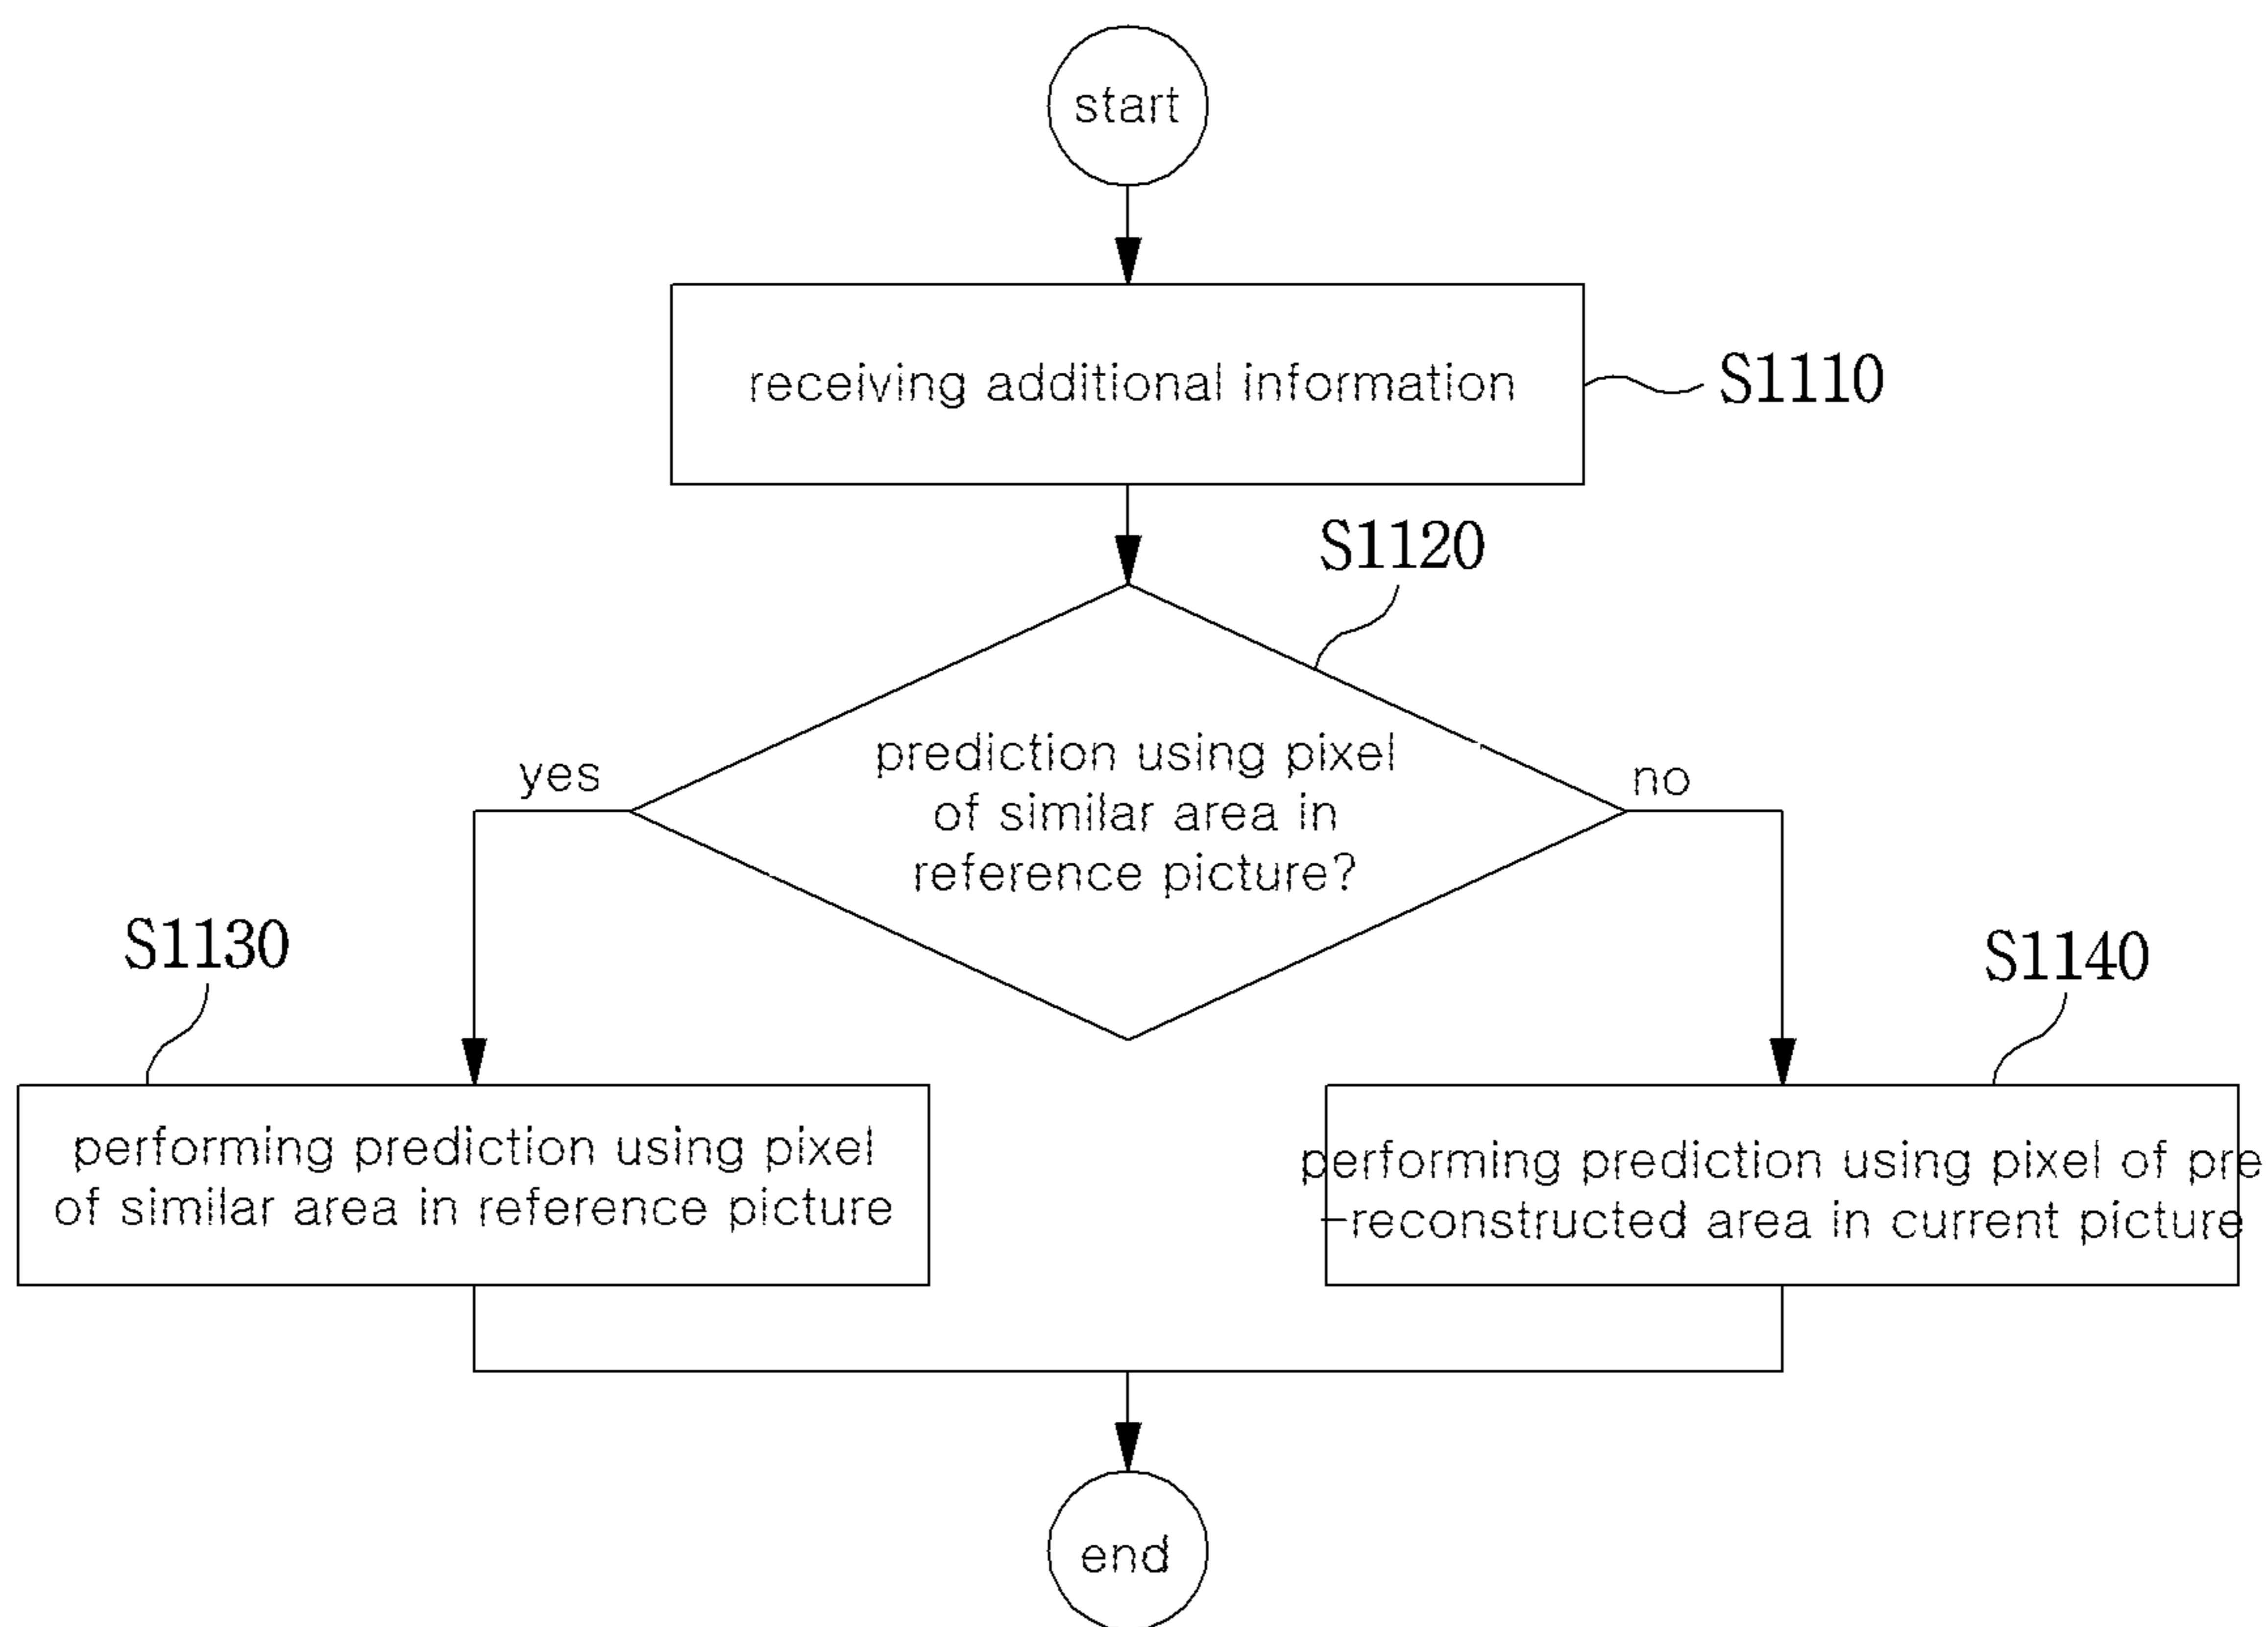 start
receiving additional information
S1110
S1120
prediction using pixel
of similar area in
reference picture?
yes
no
S1130
S1140
performing prediction using pixel
of similar area in reference picture
performing prediction using pixel of pre
-reconstructed area in current picture
end